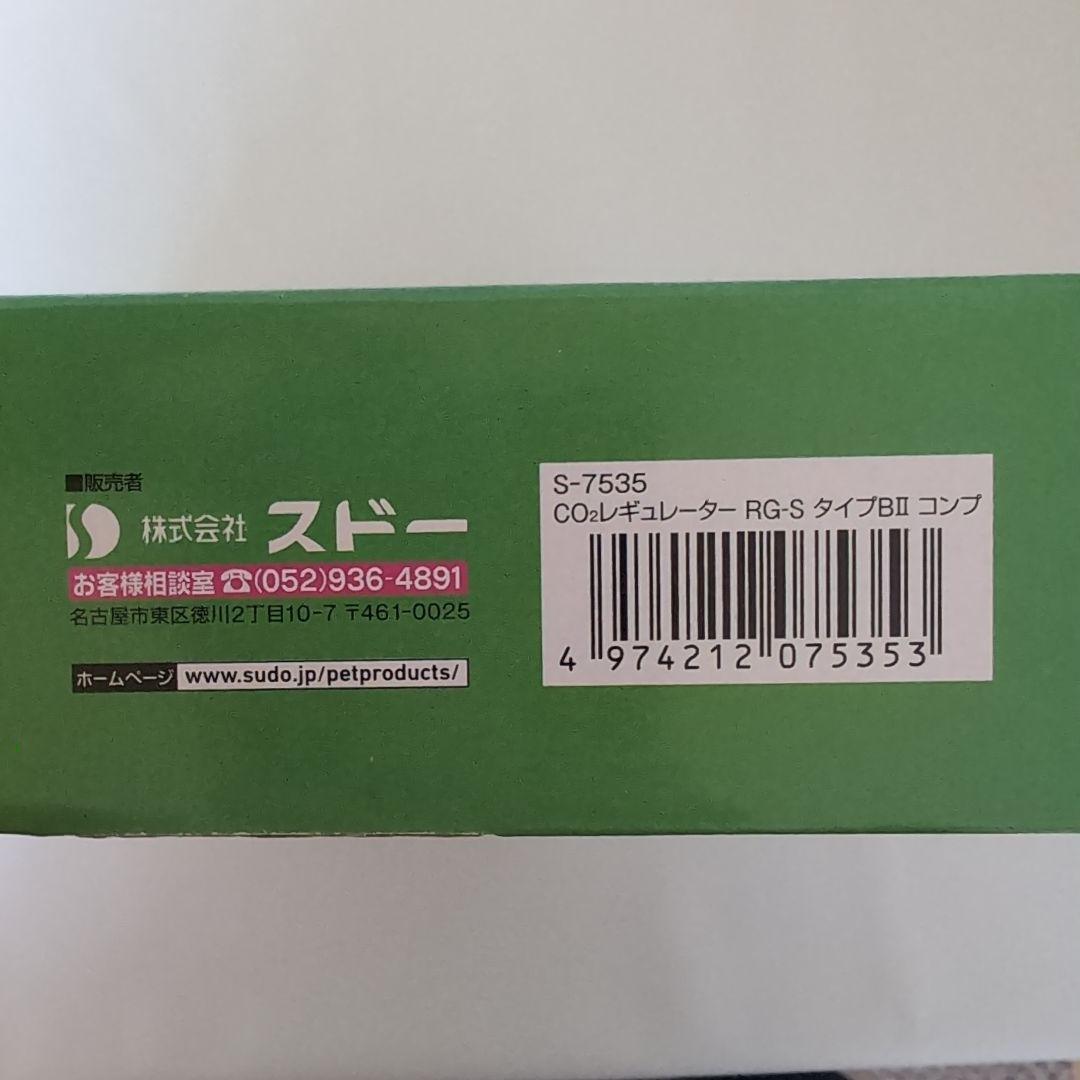 ■販売者
株式会社 スドー
お客様相談室 ☎(052)936-4891
名古屋市東区徳川2丁目10-7 〒461-0025
ホームページ www.sudo.jp/petproducts/
S-7535
CO₂レギュレーター RG-S タイプBⅡ コンプ
4 974212 075353